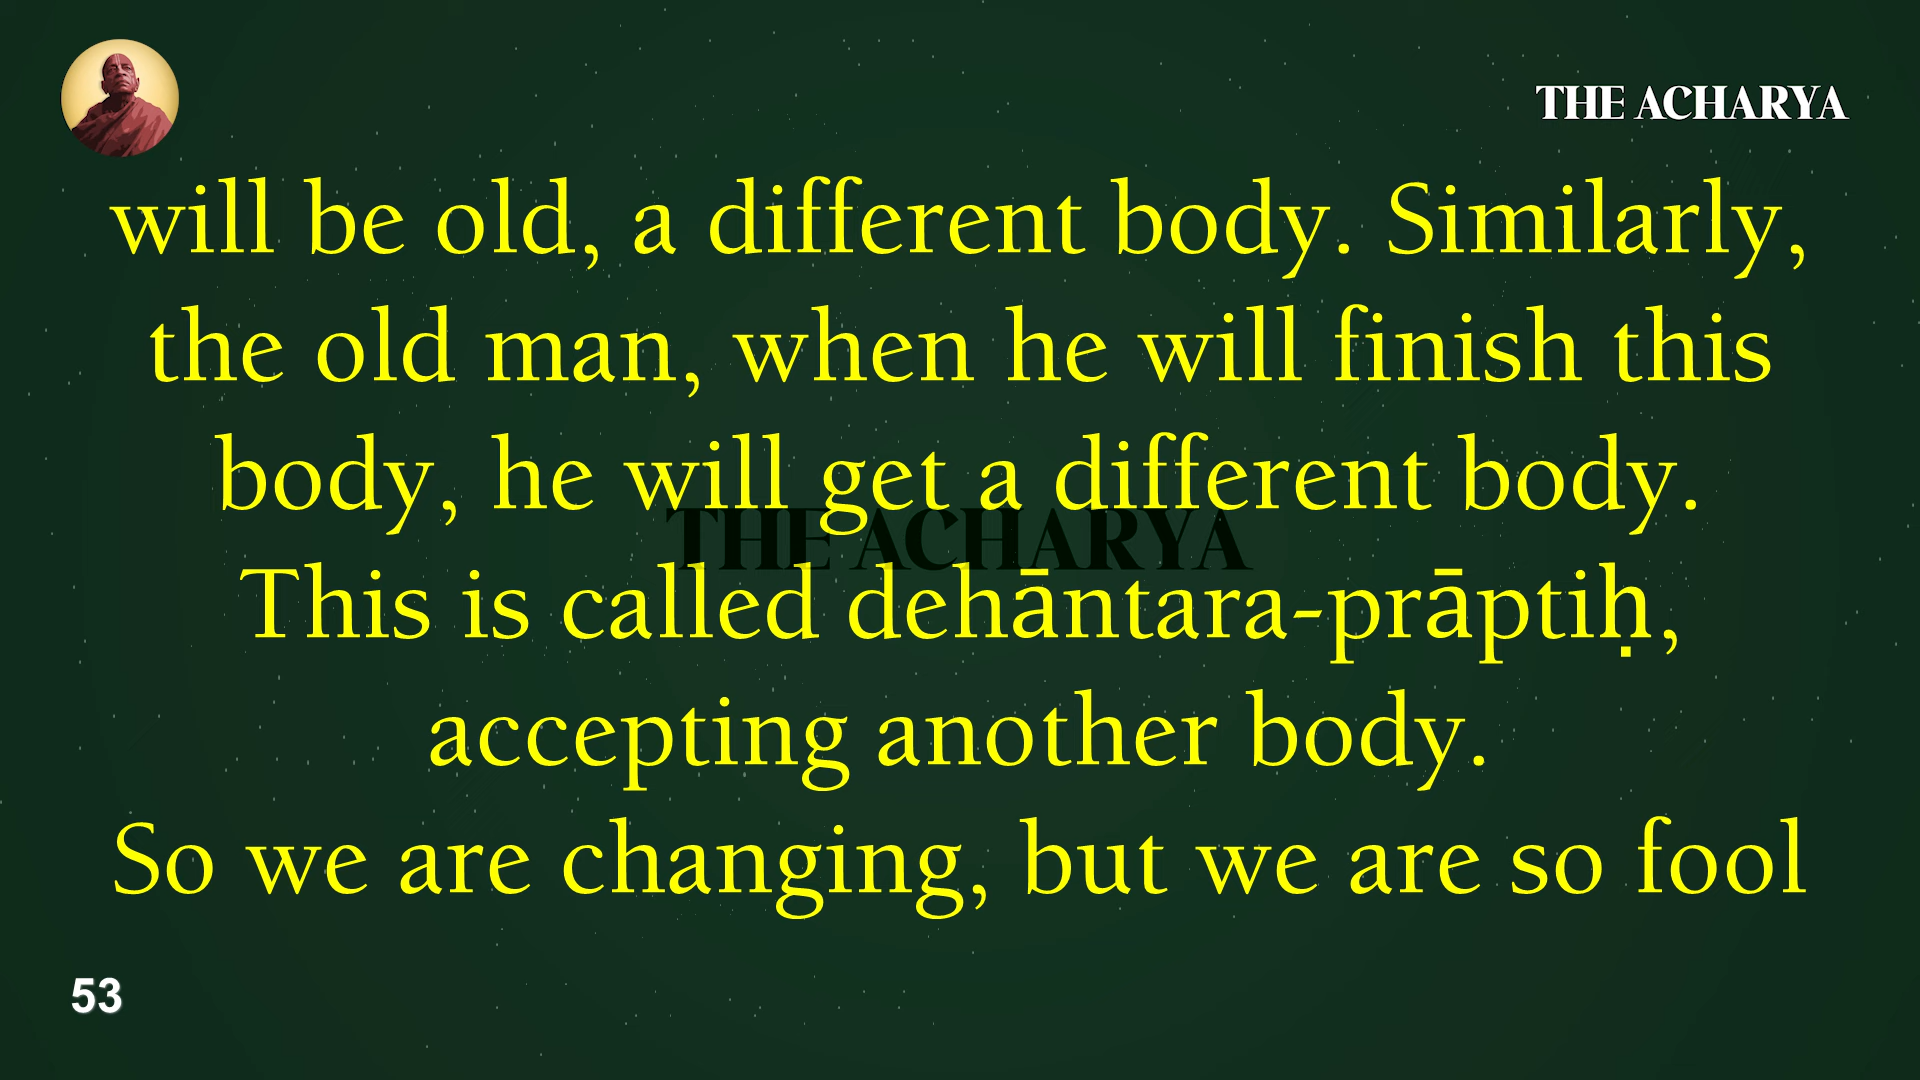 THE ACHARYA
will be old, a different body. Similarly,
the old man, when he will finish this
body, he will get a different body.
THE ACHARYA
This is called dehāntara-prāptiḥ,
accepting another body.
So we are changing, but we are so fool
53